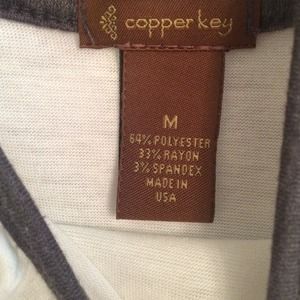 copper key
M
64% POLYESTER
33% RAYON
3% SPANDEX
MADE IN
USA